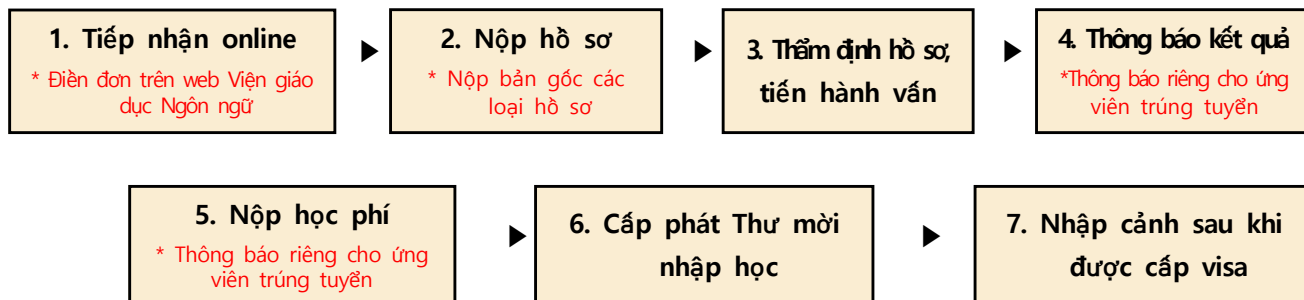 1. Tiếp nhận online
* Điền đơn trên web Viện giáo
dục Ngôn ngữ
2. Nộp hồ sơ
* Nộp bản gốc các
loại hồ sơ
3. Thẩm định hồ sơ,
tiến hành vấn
4. Thông báo kết quả
*Thông báo riêng cho ứng
viên trúng tuyển
5. Nộp học phí
* Thông báo riêng cho ứng
viên trúng tuyển
6. Cấp phát Thư mời
nhập học
7. Nhập cảnh sau khi
được cấp visa